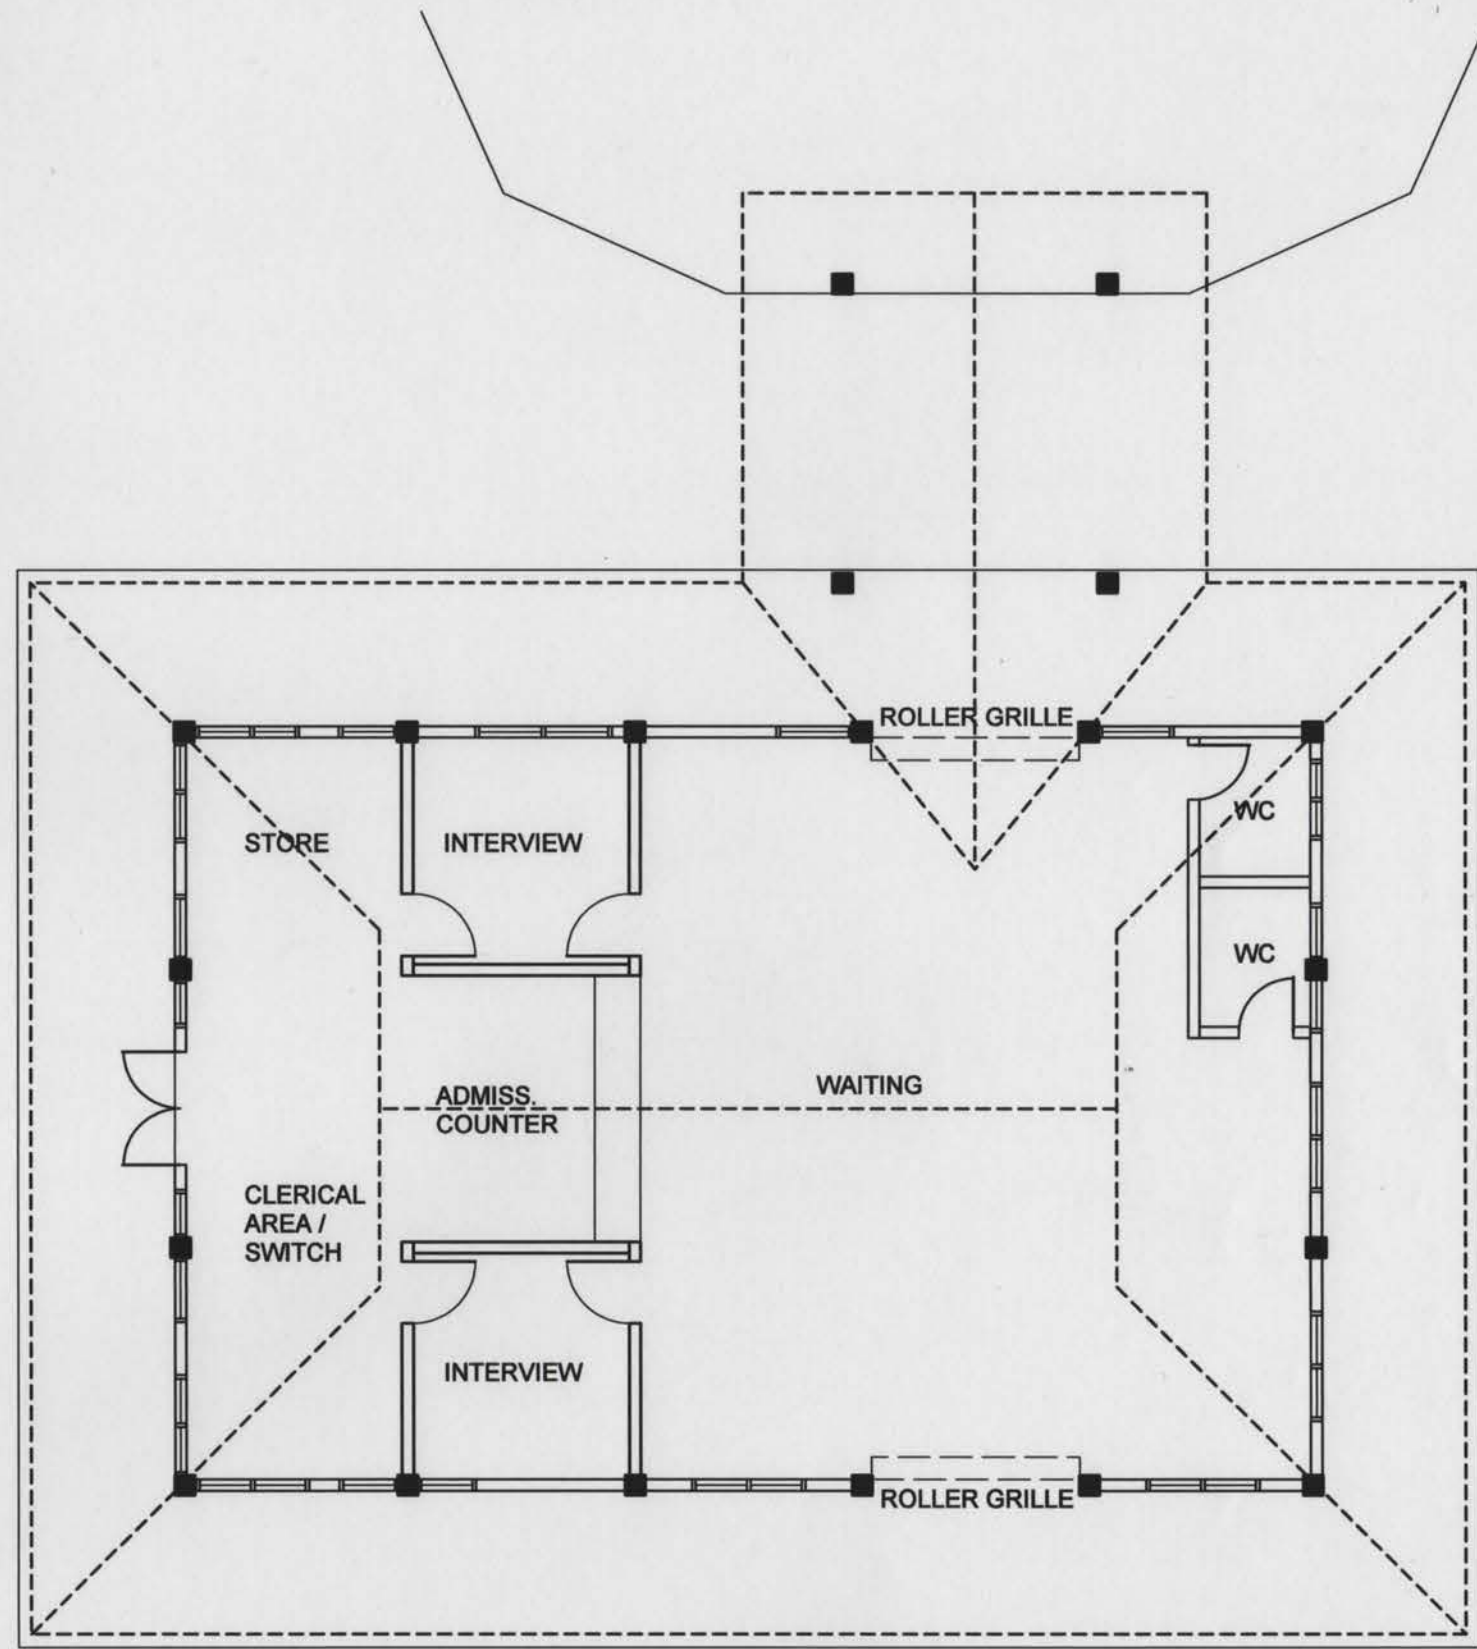 ROLLER GRILLE
STORE
INTERVIEW
WC
WC
WAITING
ADMISS.
COUNTER
CLERICAL
AREA /
SWITCH
INTERVIEW
ROLLER GRILLE